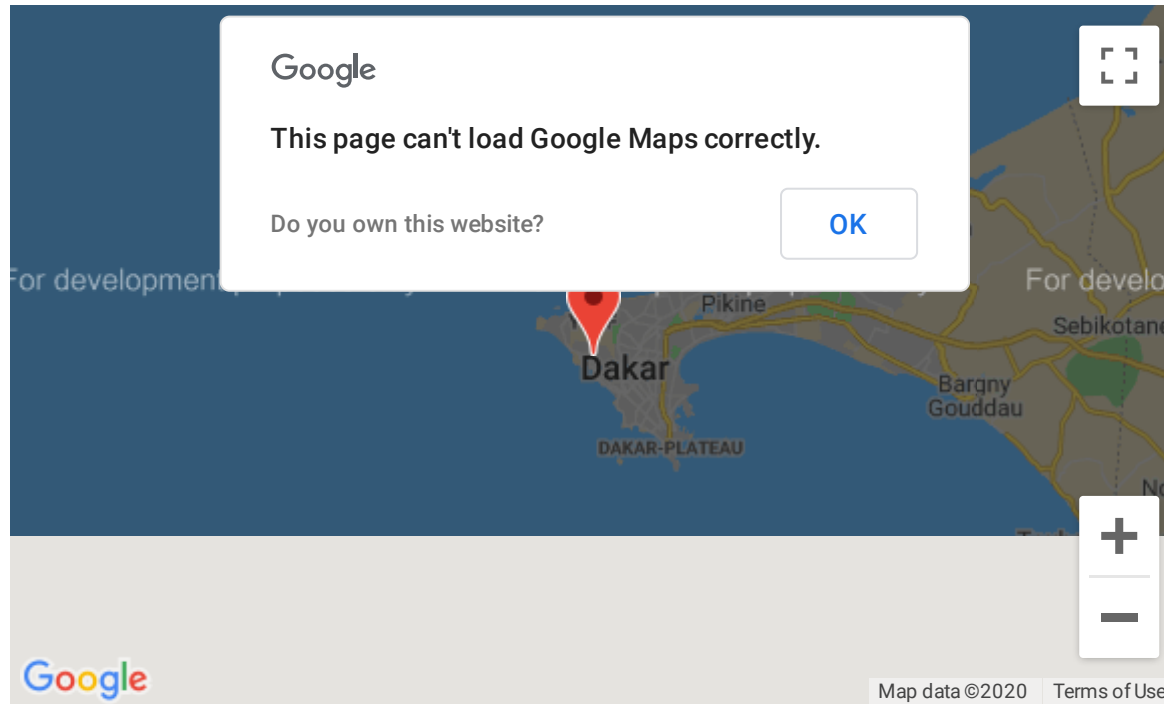 Google
This page can't load Google Maps correctly.
Do you own this website?
OK
For development
For develo
Pikine
Sebikotane
Dakar
Bargny
Gouddau
DAKAR-PLATEAU
No
Google
Map data ©2020
Terms of Use